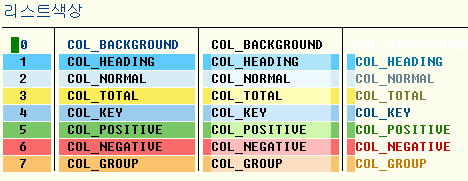 리스트색상
0 COL_BACKGROUND COL_BACKGROUND
1 COL_HEADING COL_HEADING COL_HEADING
2 COL_NORMAL COL_NORMAL COL_NORMAL
3 COL_TOTAL COL_TOTAL COL_TOTAL
4 COL_KEY COL_KEY COL_KEY
5 COL_POSITIVE COL_POSITIVE COL_POSITIVE
6 COL_NEGATIVE COL_NEGATIVE COL_NEGATIVE
7 COL_GROUP COL_GROUP COL_GROUP